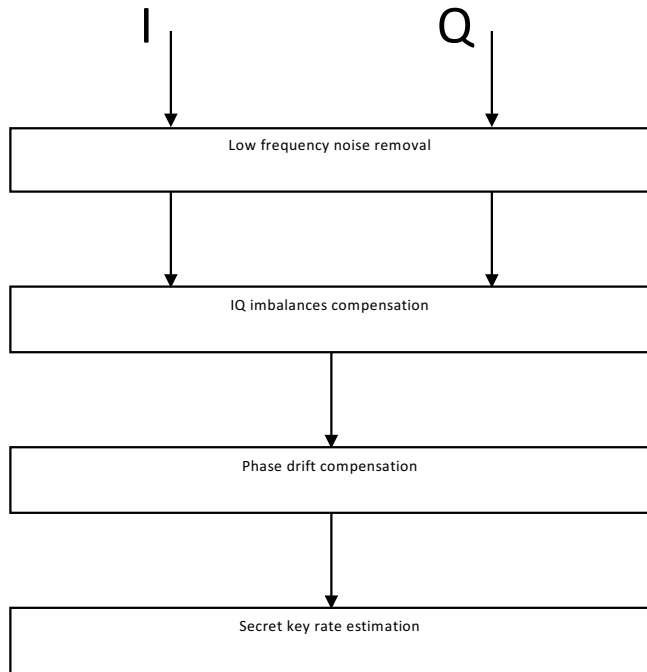 I Q
Low frequency noise removal
IQ imbalances compensation
Phase drift compensation
Secret key rate estimation